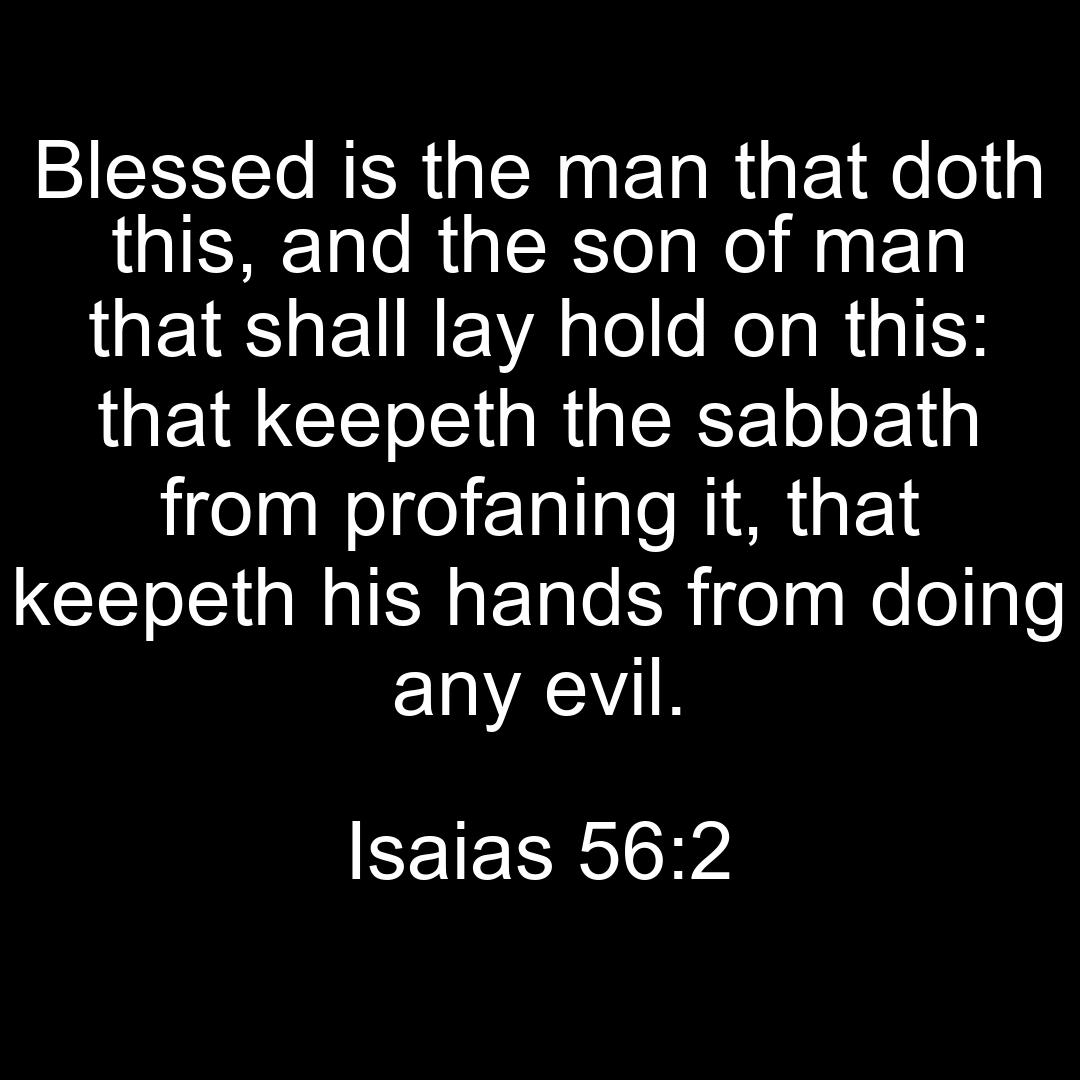 Blessed is the man that doth
this, and the son of man
that shall lay hold on this:
that keepeth the sabbath
from profaning it, that
keepeth his hands from doing
any evil.
Isaias 56:2